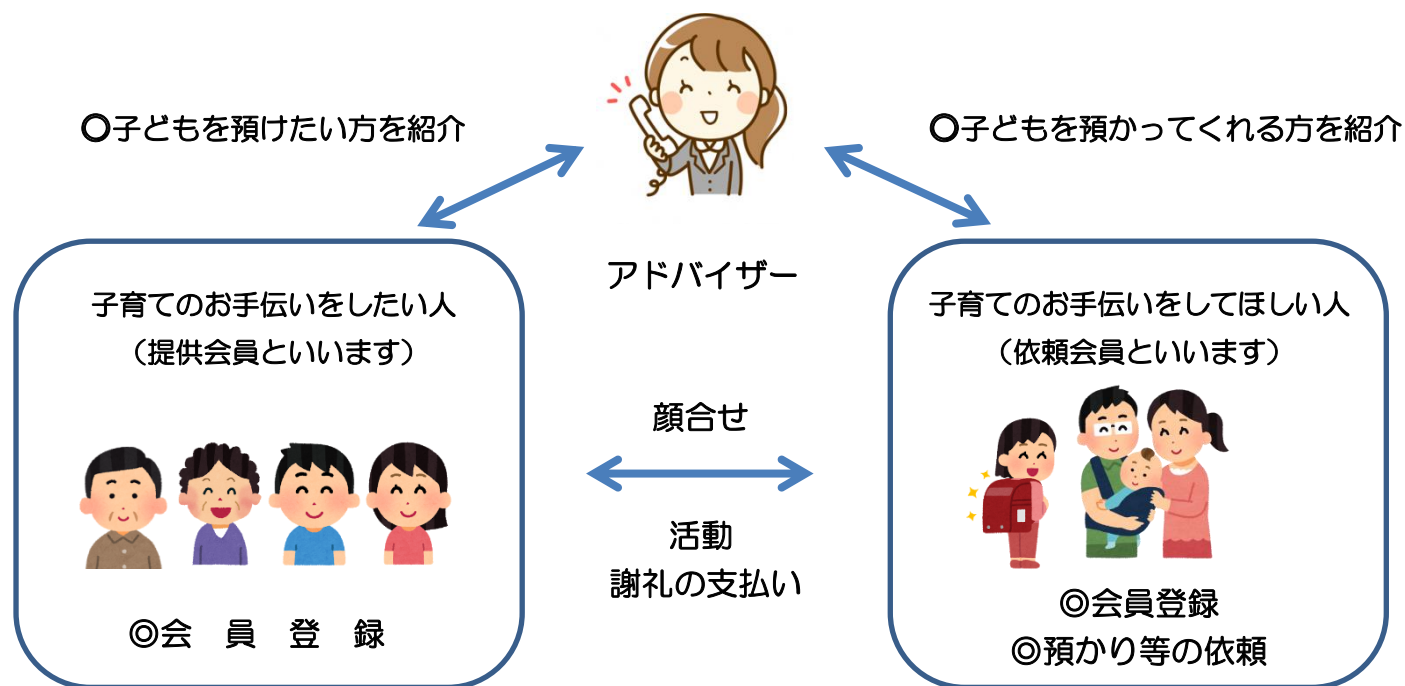 〇子どもを預けたい方を紹介
〇子どもを預かってくれる方を紹介
アドバイザー
子育てのお手伝いをしたい人
（提供会員といいます）
◎会　員　登　録
顔合せ
活動
謝礼の支払い
子育てのお手伝いをしてほしい人
（依頼会員といいます）
◎会員登録
◎預かり等の依頼